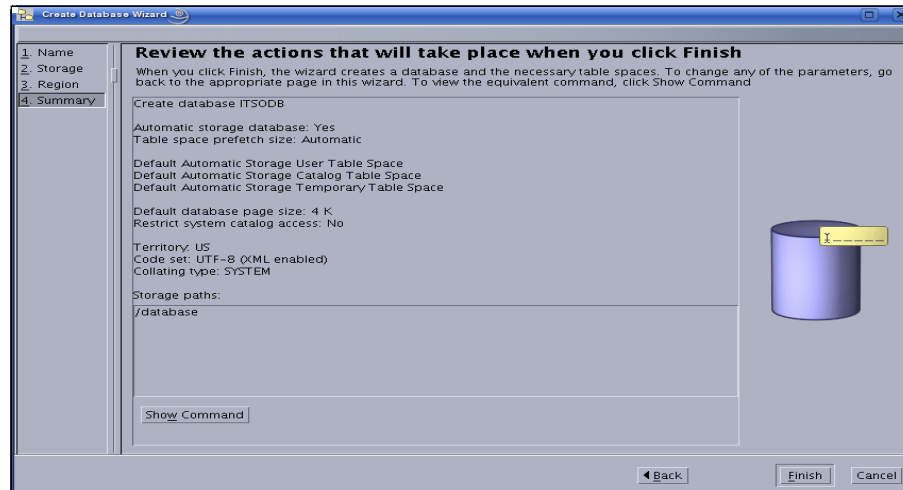 Create Database Wizard
1. Name
2. Storage
3. Region
4. Summary
Review the actions that will take place when you click Finish
When you click Finish, the wizard creates a database and the necessary table spaces. To change any of the parameters, go
back to the appropriate page in this wizard. To view the equivalent command, click Show Command
Create database ITSODB
Automatic storage database: Yes
Table space prefetch size: Automatic
Default Automatic Storage User Table Space
Default Automatic Storage Catalog Table Space
Default Automatic Storage Temporary Table Space
Default database page size: 4 K
Restrict system catalog access: No
Territory: US
Code set: UTF-8 (XML enabled)
Collating type: SYSTEM
Storage paths:
/database
Show Command
Back
Finish
Cancel